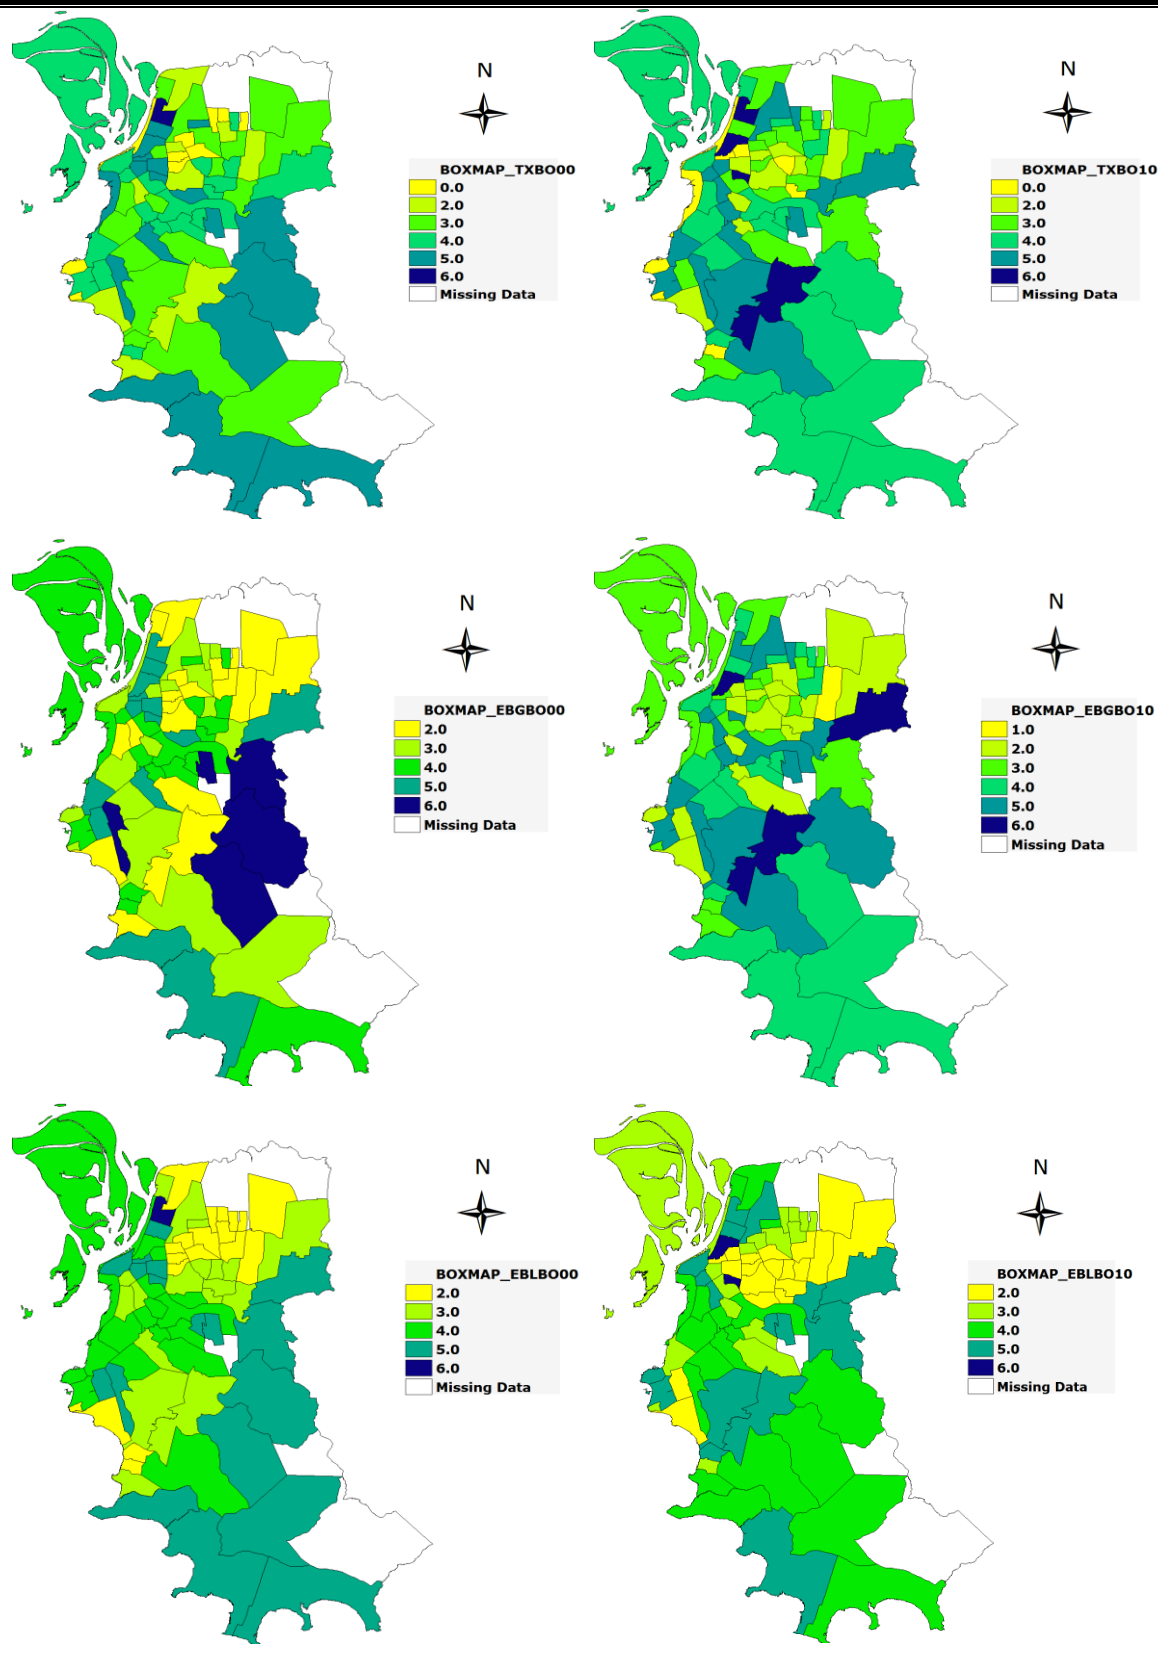 N
BOXMAP_TXBO00
0.0
2.0
3.0
4.0
5.0
6.0
Missing Data
N
BOXMAP_TXBO10
0.0
2.0
3.0
4.0
5.0
6.0
Missing Data
N
BOXMAP_EBGBO00
2.0
3.0
4.0
5.0
6.0
Missing Data
N
BOXMAP_EBGBO10
1.0
2.0
3.0
4.0
5.0
6.0
Missing Data
N
BOXMAP_EBLBO00
2.0
3.0
4.0
5.0
6.0
Missing Data
N
BOXMAP_EBLBO10
2.0
3.0
4.0
5.0
6.0
Missing Data